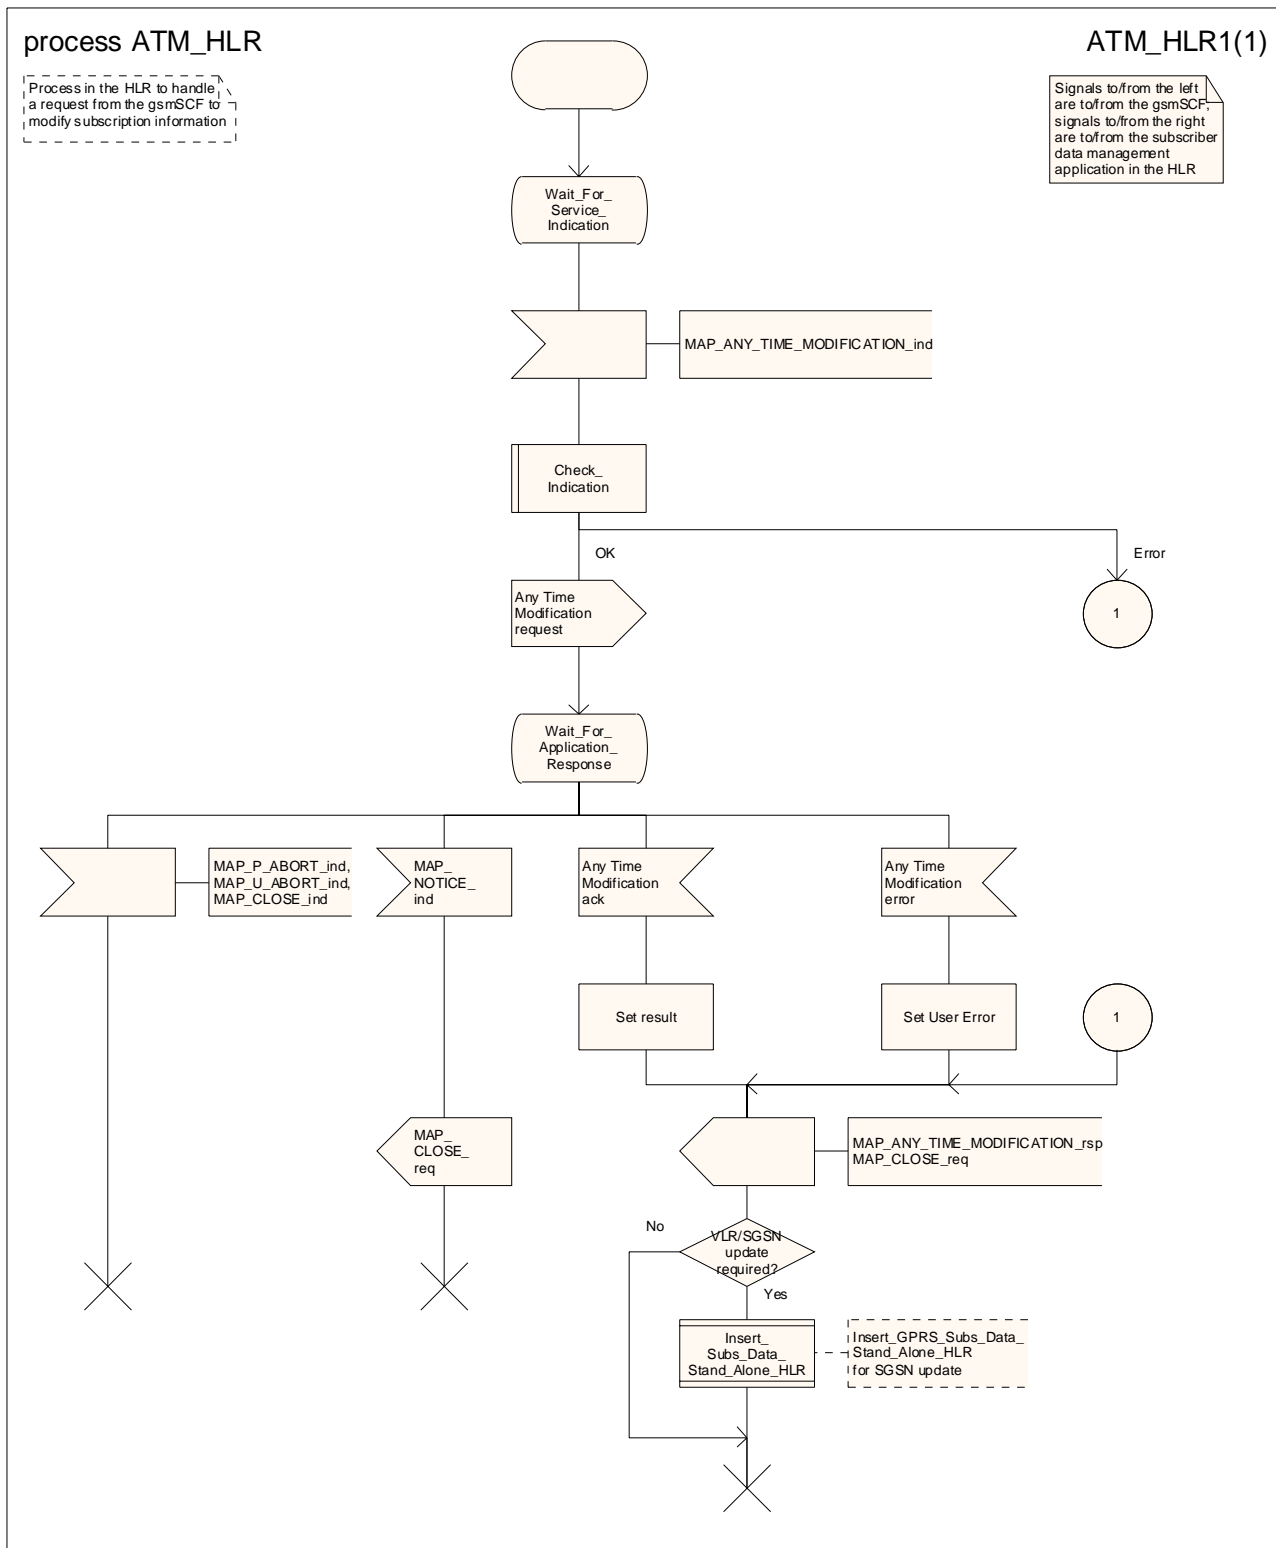 process ATM_HLR
ATM_HLR1(1)
Process in the HLR to handle
a request from the gsmSCF to
modify subscription information
Signals to/from the left
are to/from the gsmSCF;
signals to/from the right
are to/from the subscriber
data management
application in the HLR
Wait_For_
Service_
Indication
MAP_ANY_TIME_MODIFICATION_ind
Check_
Indication
OK
Error
Any Time
Modification
request
1
Wait_For_
Application_
Response
MAP_P_ABORT_ind,
MAP_U_ABORT_ind,
MAP_CLOSE_ind
MAP_
NOTICE_
ind
Any Time
Modification
ack
Any Time
Modification
error
Set result
Set User Error
1
MAP_
CLOSE_
req
MAP_ANY_TIME_MODIFICATION_rsp
MAP_CLOSE_req
No
VLR/SGSN
update
required?
Yes
Insert_
Subs_Data_
Stand_Alone_HLR
Insert_GPRS_Subs_Data_
Stand_Alone_HLR
for SGSN update